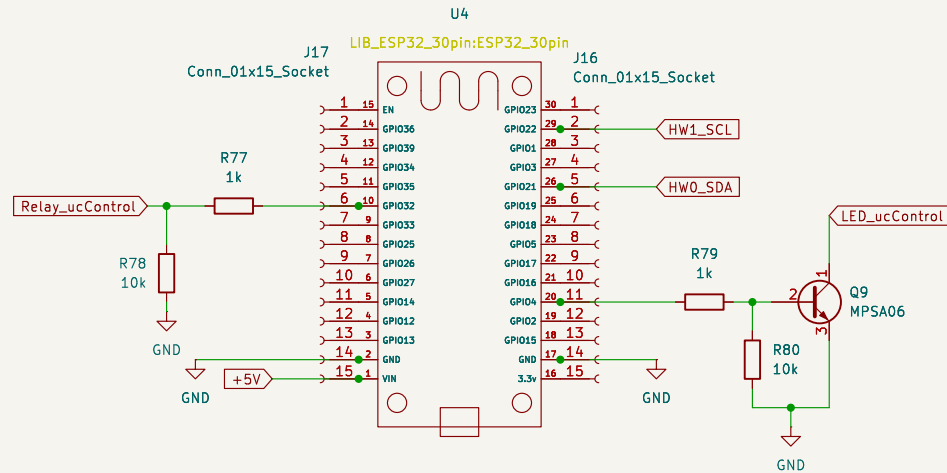 U4
LIB_ESP32_30pin:ESP32_30pin
J17
Conn_01x15_Socket
J16
Conn_01x15_Socket
1 15 EN GPIO23 30 1
2 14 GPIO36 GPIO22 29 2 HW1_SCL
3 13 GPIO39 GPIO1 28 3
4 12 GPIO34 GPIO3 27 4
5 11 GPIO35 GPIO21 26 5 HW0_SDA
R77
1k
Relay_ucControl 6 10 GPIO32 GPIO19 25 6
7 9 GPIO33 GPIO18 24 7
8 8 GPIO25 GPIO5 23 8
9 7 GPIO26 GPIO17 22 9
10 6 GPIO27 GPIO16 21 10
11 5 GPIO14 GPIO4 20 11
12 4 GPIO12 GPIO2 19 12
13 3 GPIO13 GPIO15 18 13
14 2 GND GND 17 14
15 1 VIN 3.3v 16 15
R78
10k
GND
GND
+5V
GND
R79
1k
LED_ucControl
1
2
3
Q9
MPSA06
R80
10k
GND